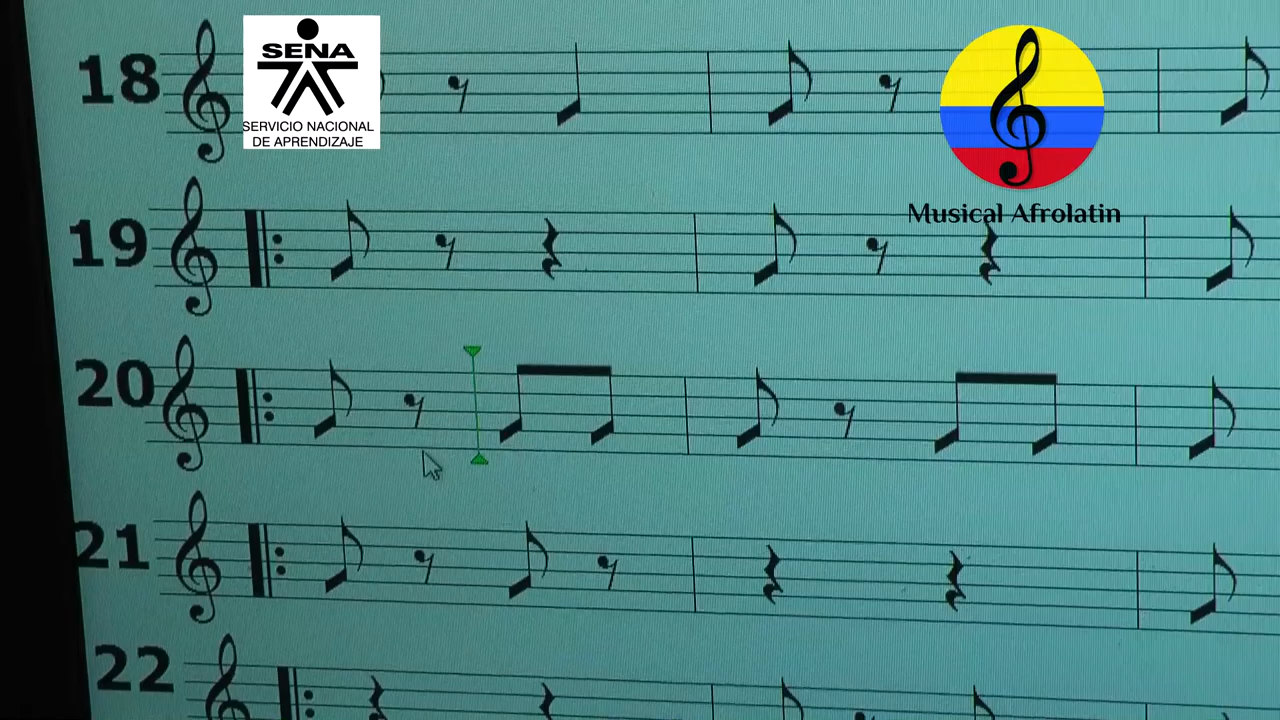 18
SENA
SERVICIO NACIONAL
DE APRENDIZAJE
Musical Afrolatin
19
20
21
22